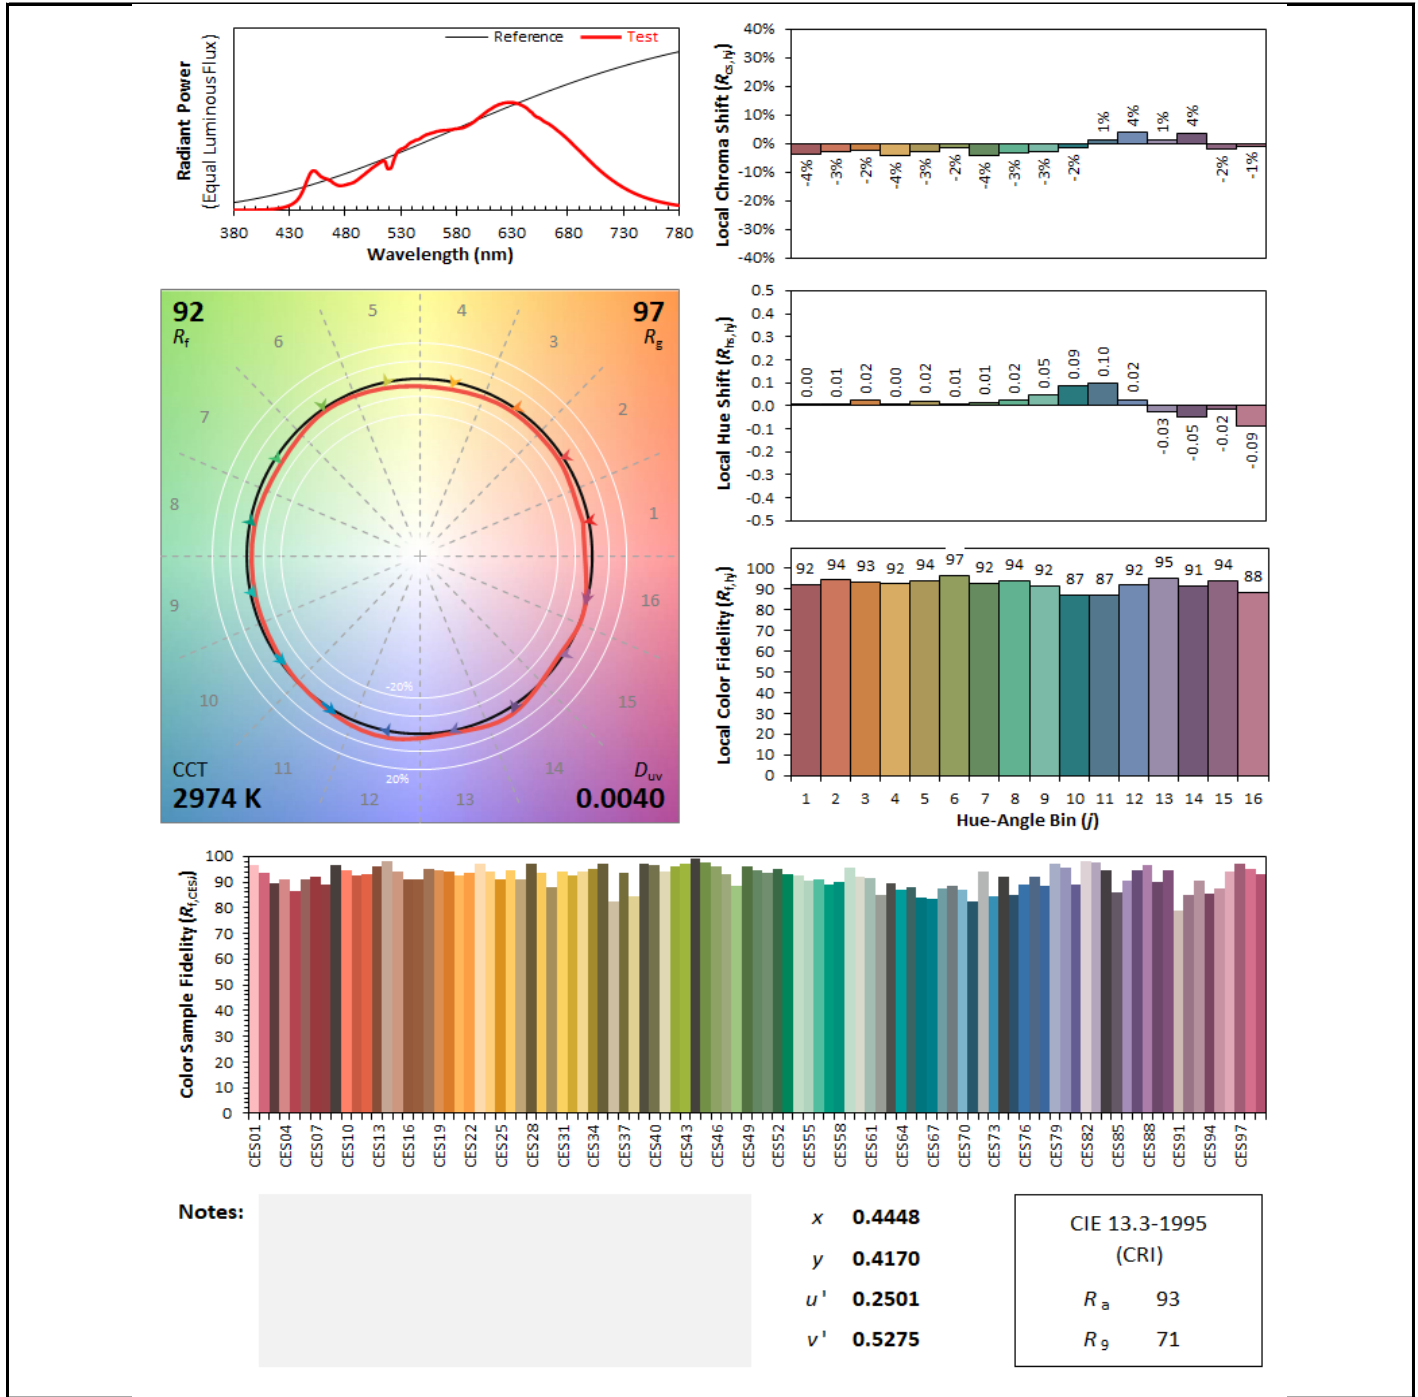 Radiant Power
(Equal Luminous Flux)
Reference
Test
380 430 480 530 580 630 680 730 780
Wavelength (nm)
Local Chroma Shift (Rcs,hj)
40%
30%
20%
10%
0%
-10%
-20%
-30%
-40%
-4% -3% -2% -4% -3% -2% -4% -3% -3% -2% 1% 4% 1% 4% -2% -1%
92
Rf
97
Rg
5 4
6 3
7 2
8 1
9 16
10 15
11 14
12 13
-20%
20%
CCT
2974 K
Duv
0.0040
Local Hue Shift (Rhs,hj)
0.5
0.4
0.3
0.2
0.1
0.0
-0.1
-0.2
-0.3
-0.4
-0.5
0.00 0.01 0.02 0.00 0.02 0.01 0.01 0.02 0.05 0.09 0.10 0.02 -0.03 -0.05 -0.02 -0.09
Local Color Fidelity (Rf,hj)
100
90
80
70
60
50
40
30
20
10
0
92 94 93 92 94 97 92 94 92 87 87 92 95 91 94 88
1 2 3 4 5 6 7 8 9 10 11 12 13 14 15 16
Hue-Angle Bin (j)
Color Sample Fidelity (Rf,CESi)
100
90
80
70
60
50
40
30
20
10
0
CES01 CES04 CES07 CES10 CES13 CES16 CES19 CES22 CES25 CES28 CES31 CES34 CES37 CES40 CES43 CES46 CES49 CES52 CES55 CES58 CES61 CES64 CES67 CES70 CES73 CES76 CES79 CES82 CES85 CES88 CES91 CES94 CES97
Notes:
x 0.4448
y 0.4170
u' 0.2501
v' 0.5275
CIE 13.3-1995
(CRI)
Ra 93
R9 71